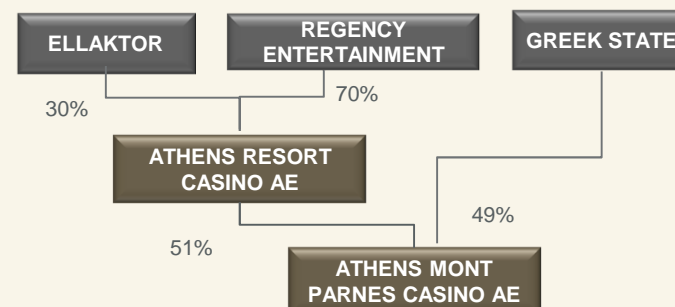 ELLAKTOR
REGENCY
ENTERTAINMENT
GREEK STATE
30%
70%
ATHENS RESORT
CASINO AE
51%
49%
ATHENS MONT
PARNES CASINO AE